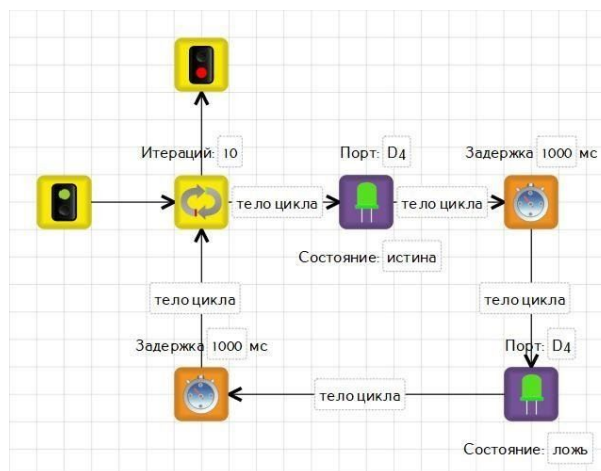 Итераций: 10
Порт: D4
Задержка 1000 мс
тело цикла
тело цикла
Состояние: истина
тело цикла
тело цикла
Задержка 1000 мс
Порт: D4
тело цикла
Состояние: ложь